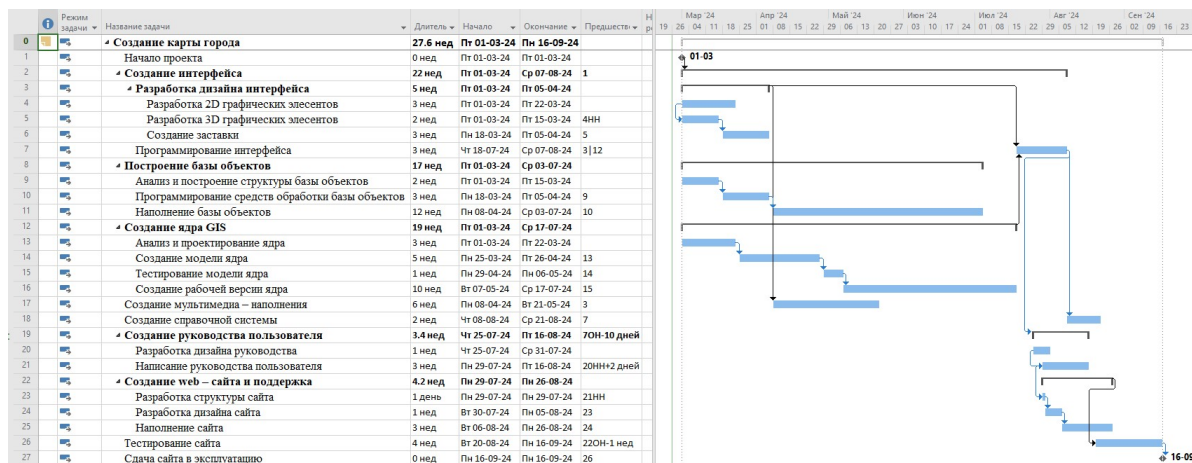 Режим задачи Название задачи Длитель Начало Окончание Предшеств Н р
Мар '24 Апр '24 Май '24 Июн '24 Июл '24 Авг '24 Сен '24
19 26 04 11 18 25 01 08 15 22 29 06 13 20 27 03 10 17 24 01 08 15 22 29 05 12 19 26 02 09 16 23
0 Создание карты города 27.6 нед Пт 01-03-24 Пн 16-09-24
1 Начало проекта 0 нед Пт 01-03-24 Пт 01-03-24 01-03
2 Создание интерфейса 22 нед Пт 01-03-24 Ср 07-08-24 1
3 Разработка дизайна интерфейса 5 нед Пт 01-03-24 Пт 05-04-24
4 Разработка 2D графических элесентов 3 нед Пт 01-03-24 Пт 22-03-24
5 Разработка 3D графических элесентов 2 нед Пт 01-03-24 Пт 15-03-24 4НН
6 Создание заставки 3 нед Пн 18-03-24 Пт 05-04-24 5
7 Программирование интерфейса 3 нед Чт 18-07-24 Ср 07-08-24 3|12
8 Построение базы объектов 17 нед Пт 01-03-24 Ср 03-07-24
9 Анализ и построение структуры базы объектов 2 нед Пт 01-03-24 Пт 15-03-24
10 Программирование средств обработки базы объектов 3 нед Пн 18-03-24 Пт 05-04-24 9
11 Наполнение базы объектов 12 нед Пн 08-04-24 Ср 03-07-24 10
12 Создание ядра GIS 19 нед Пт 01-03-24 Ср 17-07-24
13 Анализ и проектирование ядра 3 нед Пт 01-03-24 Пт 22-03-24
14 Создание модели ядра 5 нед Пн 25-03-24 Пт 26-04-24 13
15 Тестирование модели ядра 1 нед Пн 29-04-24 Пн 06-05-24 14
16 Создание рабочей версии ядра 10 нед Вт 07-05-24 Ср 17-07-24 15
17 Создание мультимедиа – наполнения 6 нед Пн 08-04-24 Вт 21-05-24 3
18 Создание справочной системы 2 нед Чт 08-08-24 Ср 21-08-24 7
19 Создание руководства пользователя 3.4 нед Чт 25-07-24 Пт 16-08-24 7ОН-10 дней
20 Разработка дизайна руководства 1 нед Чт 25-07-24 Ср 31-07-24
21 Написание руководства пользователя 3 нед Пн 29-07-24 Пт 16-08-24 20НН+2 дней
22 Создание web – сайта и поддержка 4.2 нед Пн 29-07-24 Пн 26-08-24
23 Разработка структуры сайта 1 день Пн 29-07-24 Пн 29-07-24 21НН
24 Разработка дизайна сайта 1 нед Вт 30-07-24 Пн 05-08-24 23
25 Наполнение сайта 3 нед Вт 06-08-24 Пн 26-08-24 24
26 Тестирование сайта 4 нед Вт 20-08-24 Пн 16-09-24 22ОН-1 нед
27 Сдача сайта в эксплуатацию 0 нед Пн 16-09-24 Пн 16-09-24 26 16-09